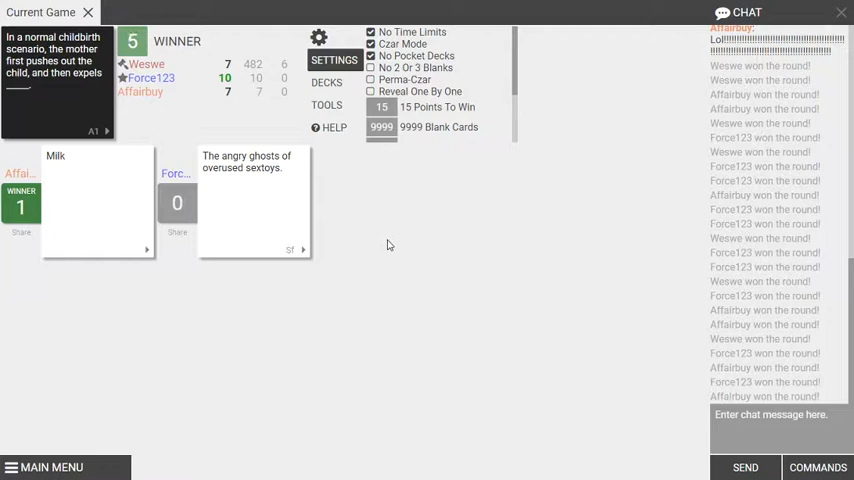 Current Game
CHAT
In a normal childbirth
scenario, the mother
first pushes out the
child, and then expels
_____.
A1
5 WINNER
Weswe 7 482 6
Force123 10 10 0
Affairbuy 7 7 0
SETTINGS
DECKS
TOOLS
HELP
No Time Limits
Czar Mode
No Pocket Decks
No 2 Or 3 Blanks
Perma-Czar
Reveal One By One
15 15 Points To Win
9999 9999 Blank Cards
Affai...
WINNER
1
Share
Milk
Forc...
0
Share
The angry ghosts of
overused sextoys.
Sf
Affairbuy:
Lol!!!!!!!!!!!!!!!!!!!!!!!!!!!!!!!!!!!!!!!!!!!
!!!!!!!!!!!!!!!!!!!!!!!!!!!!!!!!!!!!!!!!!!
Weswe won the round!
Weswe won the round!
Affairbuy won the round!
Affairbuy won the round!
Weswe won the round!
Force123 won the round!
Weswe won the round!
Force123 won the round!
Force123 won the round!
Affairbuy won the round!
Force123 won the round!
Force123 won the round!
Weswe won the round!
Force123 won the round!
Force123 won the round!
Weswe won the round!
Force123 won the round!
Affairbuy won the round!
Affairbuy won the round!
Weswe won the round!
Force123 won the round!
Affairbuy won the round!
Force123 won the round!
Affairbuy won the round!
Enter chat message here.
MAIN MENU
SEND
COMMANDS